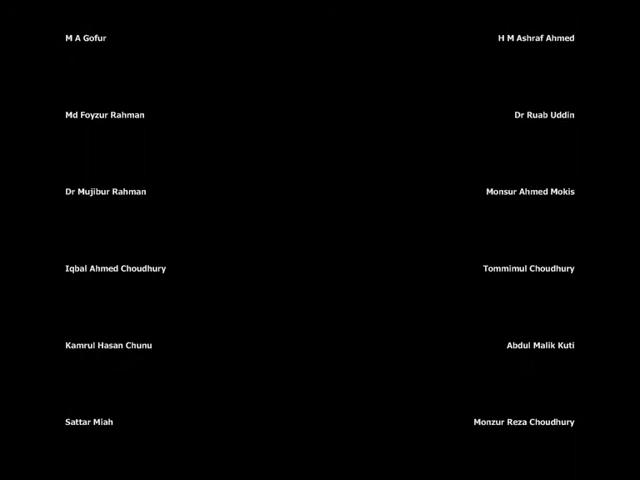 M A Gofur
H M Ashraf Ahmed
Md Foyzur Rahman
Dr Ruab Uddin
Dr Mujibur Rahman
Monsur Ahmed Mokis
Iqbal Ahmed Choudhury
Tommimul Choudhury
Kamrul Hasan Chunu
Abdul Malik Kuti
Sattar Miah
Monzur Reza Choudhury